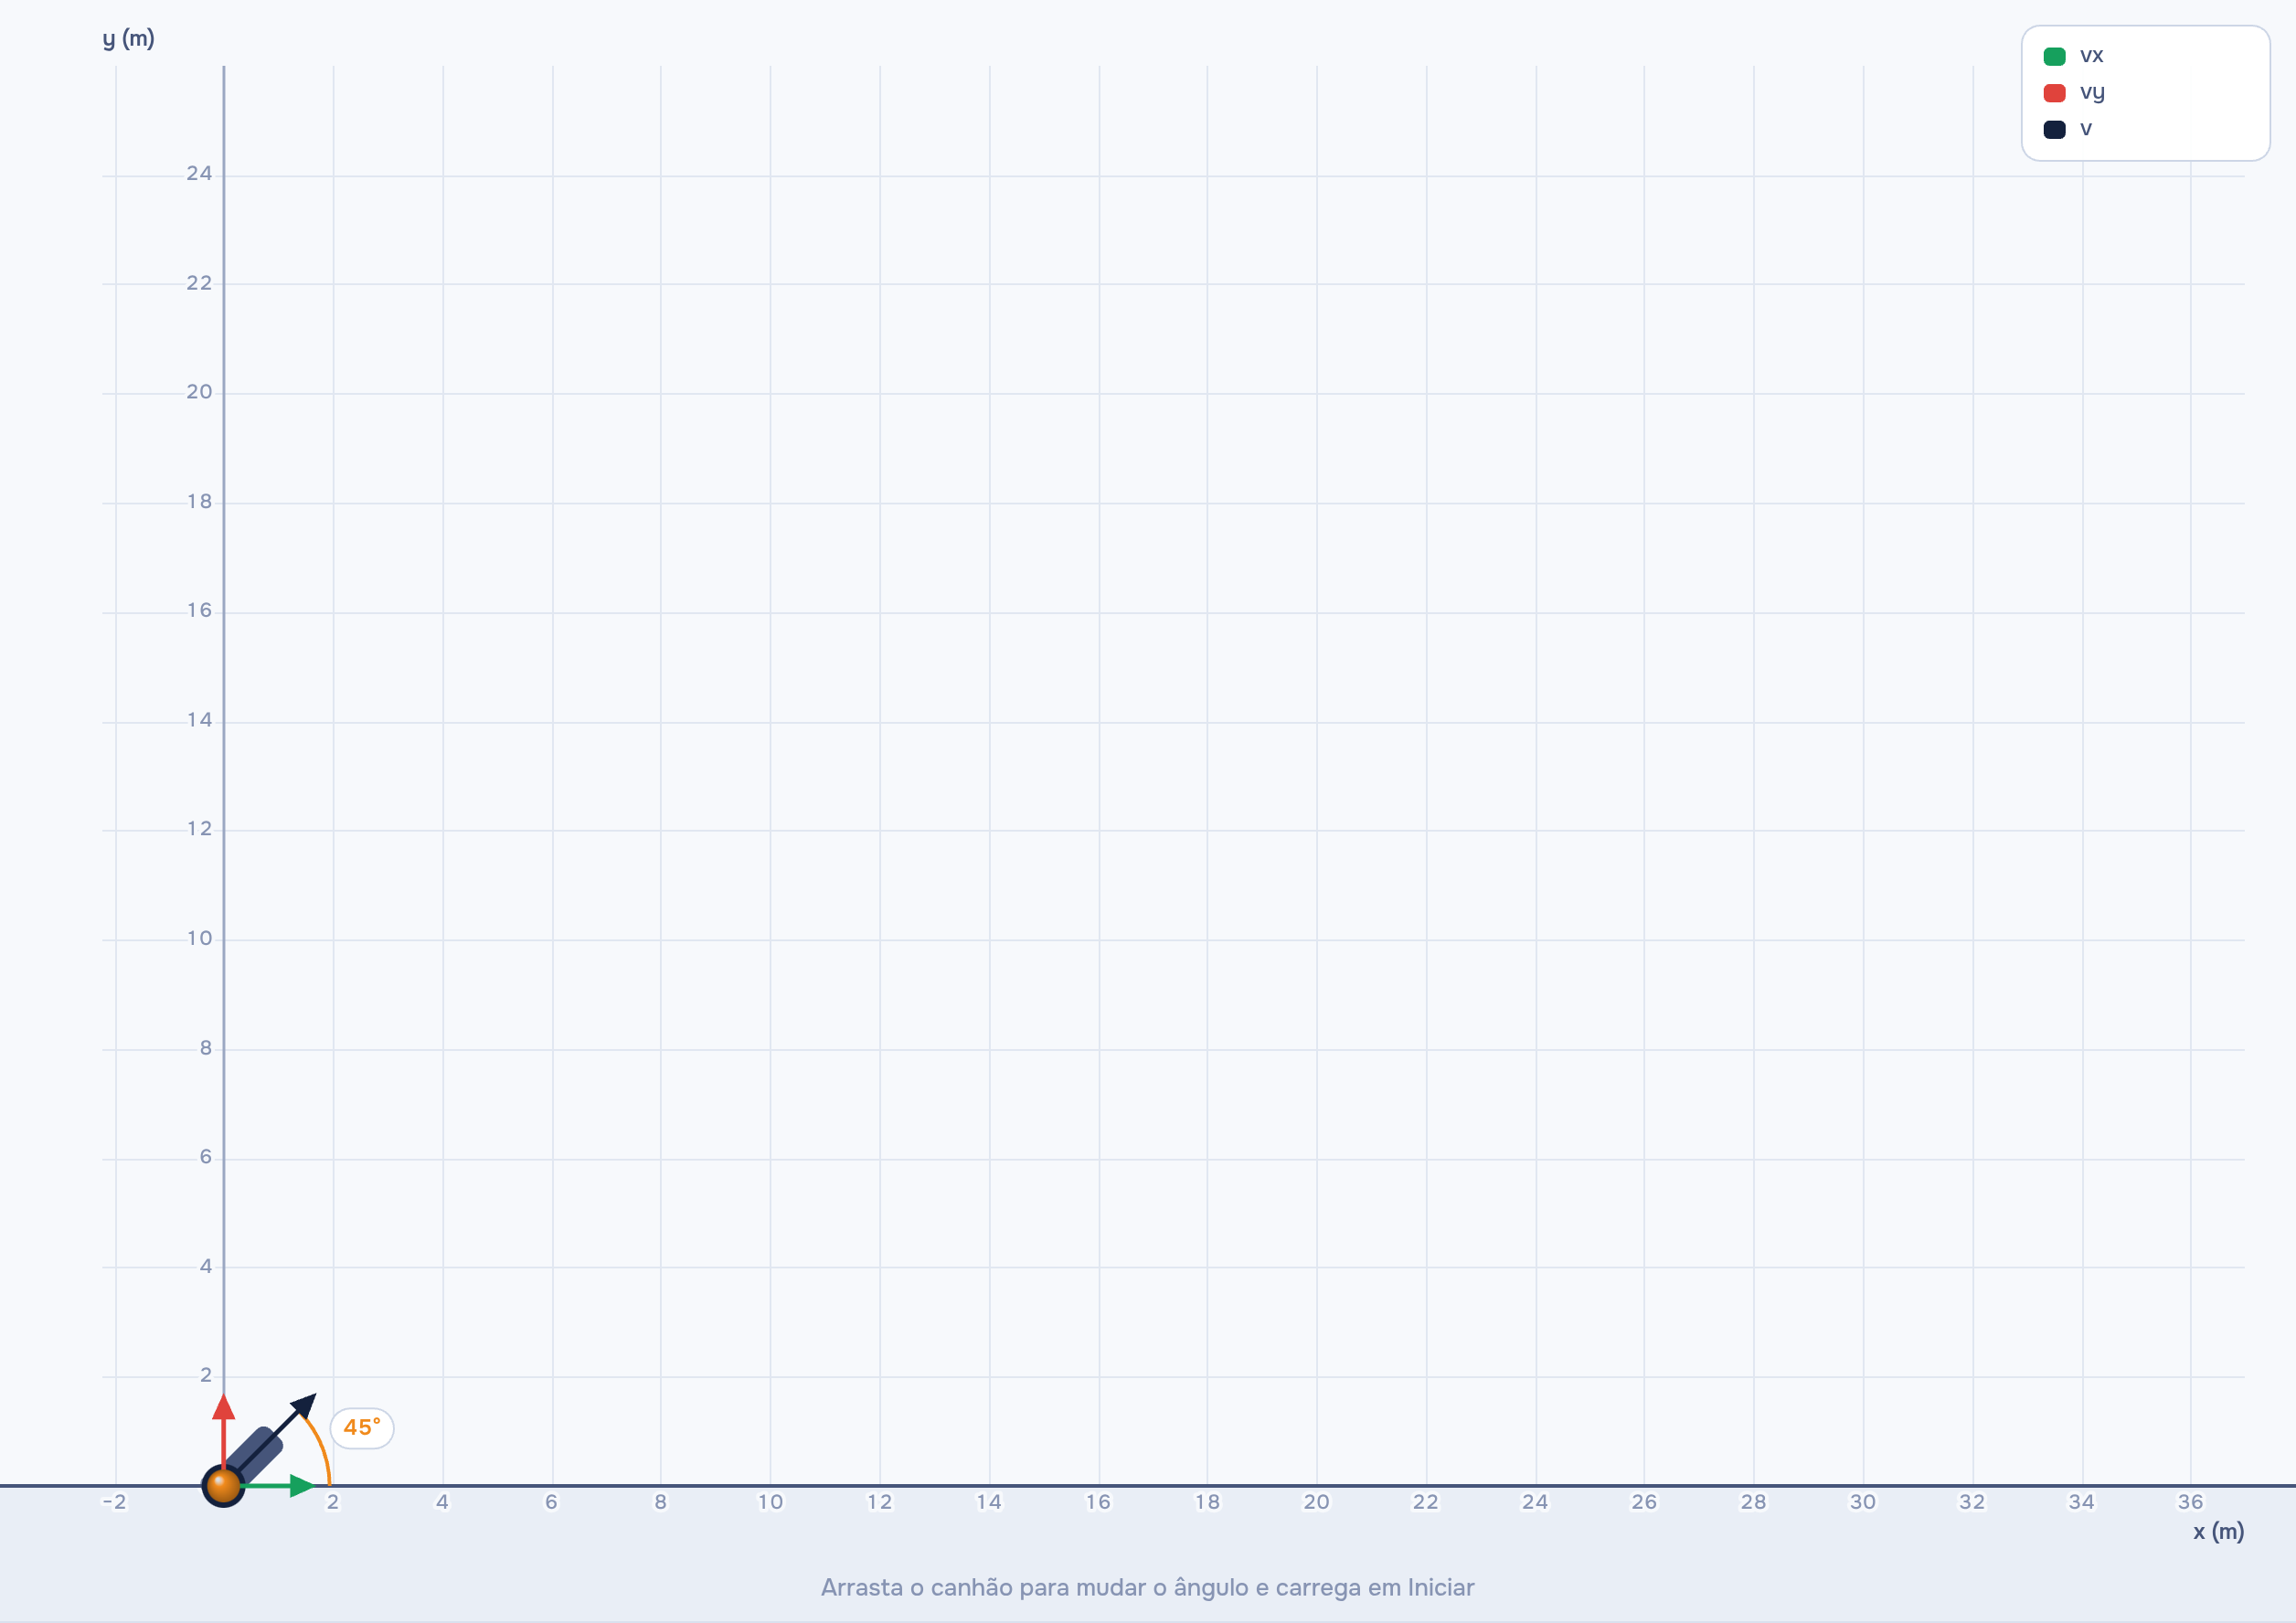 y (m)
vx
vy
v
24
22
20
18
16
14
12
10
8
6
4
2
45°
-2 2 4 6 8 10 12 14 16 18 20 22 24 26 28 30 32 34 36
x (m)
Arrasta o canhão para mudar o ângulo e carrega em Iniciar